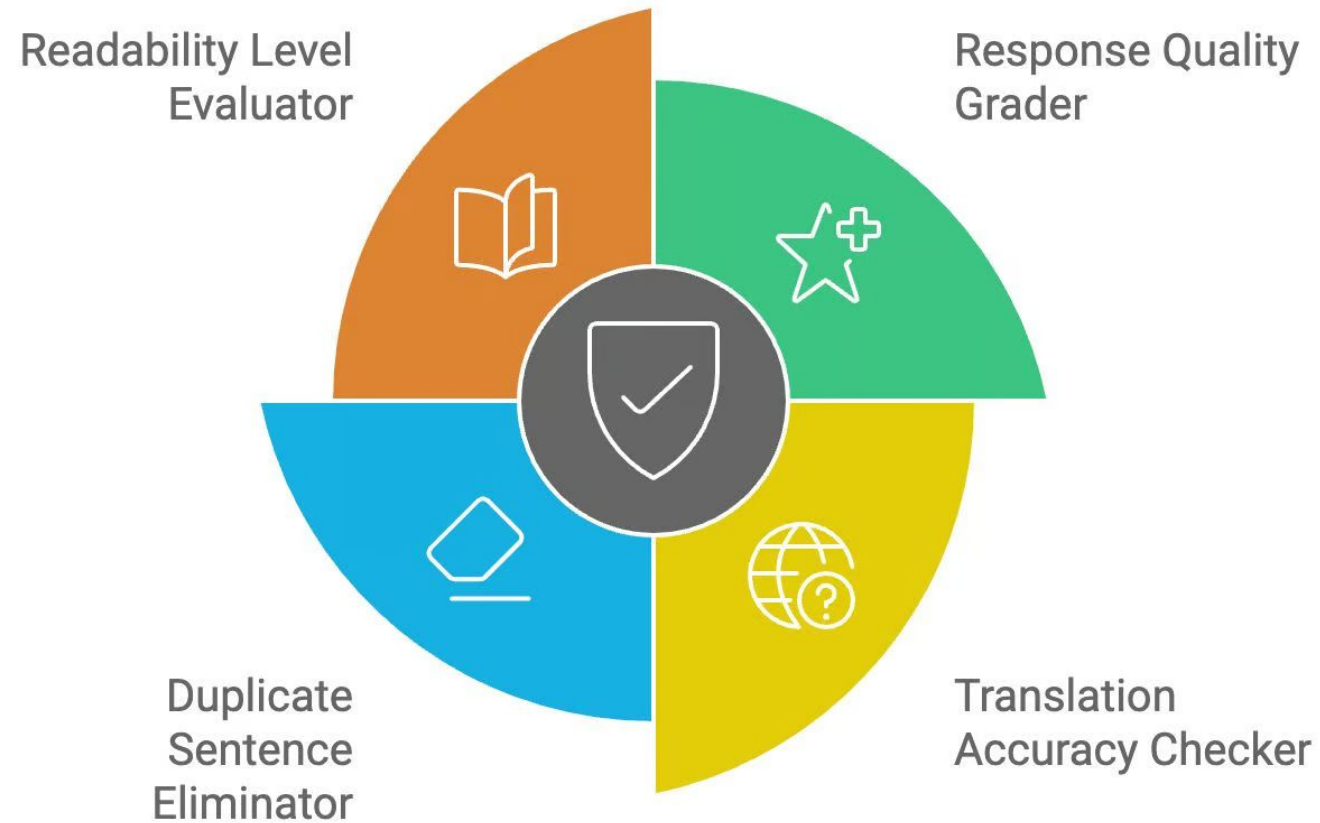 Readability Level
Evaluator
Response Quality
Grader
Duplicate
Sentence
Eliminator
Translation
Accuracy Checker
?